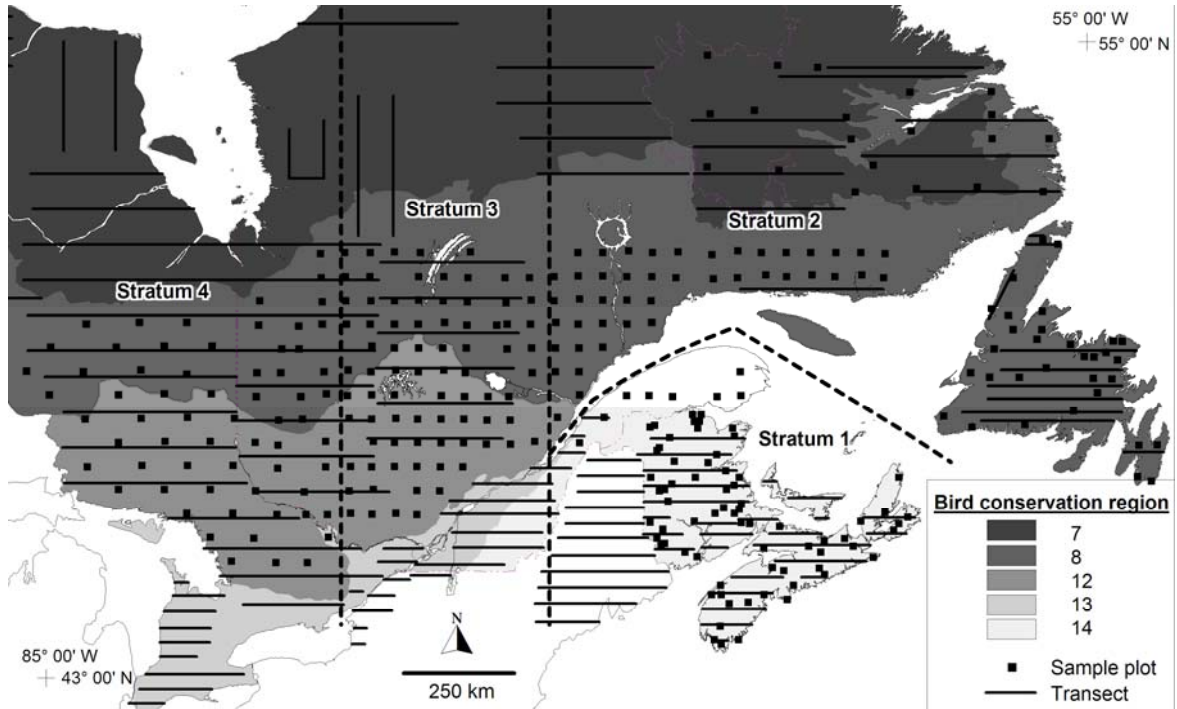 55° 00' W
55° 00' N
Stratum 3
Stratum 2
Stratum 4
Stratum 1
Bird conservation region
7
8
12
13
14
Sample plot
Transect
N
250 km
85° 00' W
43° 00' N